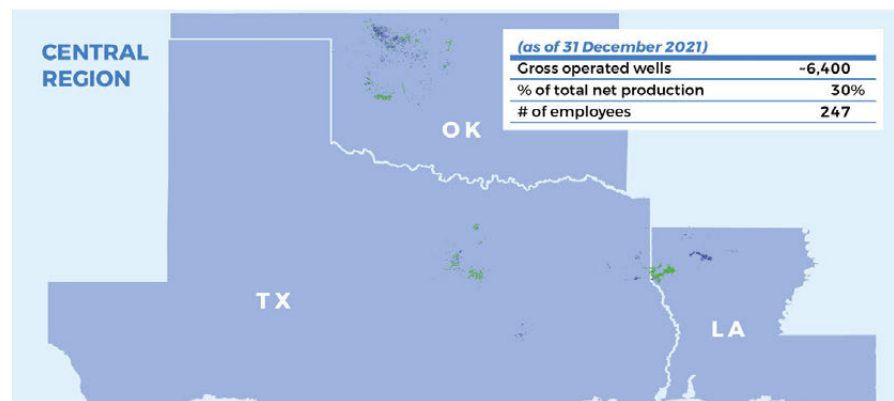 CENTRAL
REGION
(as of 31 December 2021)
Gross operated wells ~6,400
% of total net production 30%
# of employees 247
OK
TX
LA